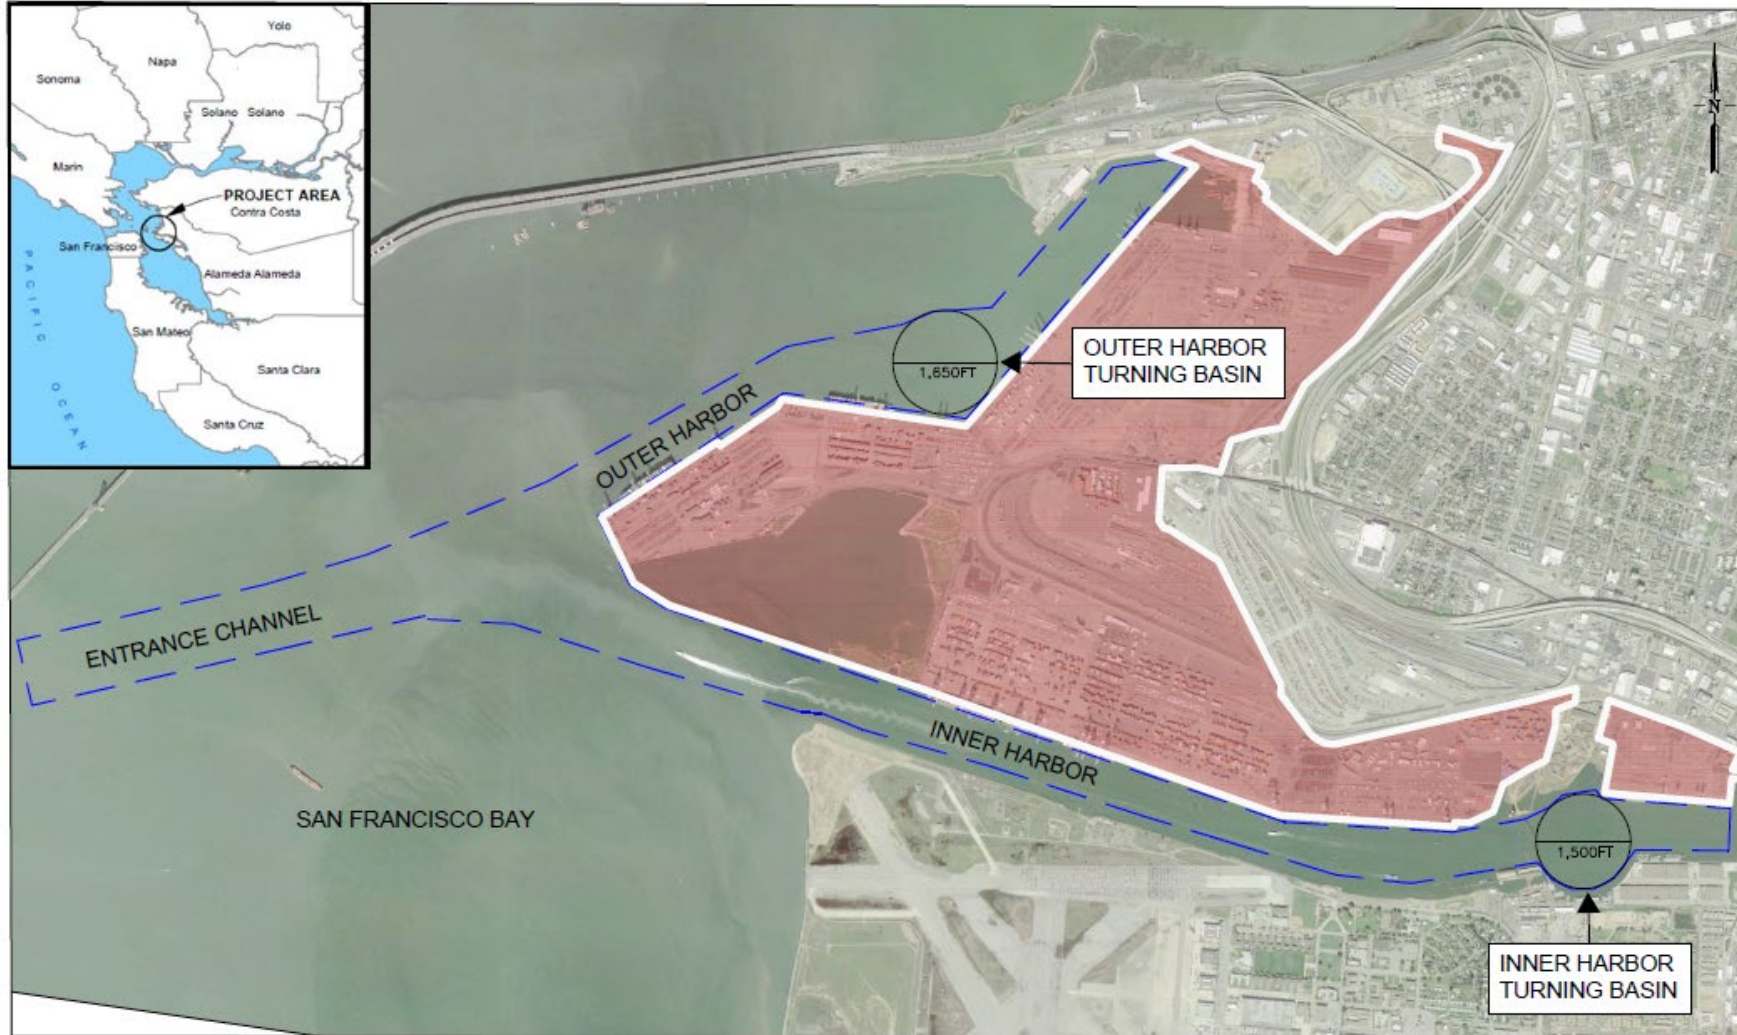 Yolo
Napa
Sonoma
Solano Solano
Marin
PROJECT AREA
Contra Costa
San Francisco
Alameda Alameda
PACIFIC OCEAN
San Mateo
Santa Clara
Santa Cruz
N
OUTER HARBOR
TURNING BASIN
1,650FT
OUTER HARBOR
ENTRANCE CHANNEL
INNER HARBOR
SAN FRANCISCO BAY
1,500FT
INNER HARBOR
TURNING BASIN